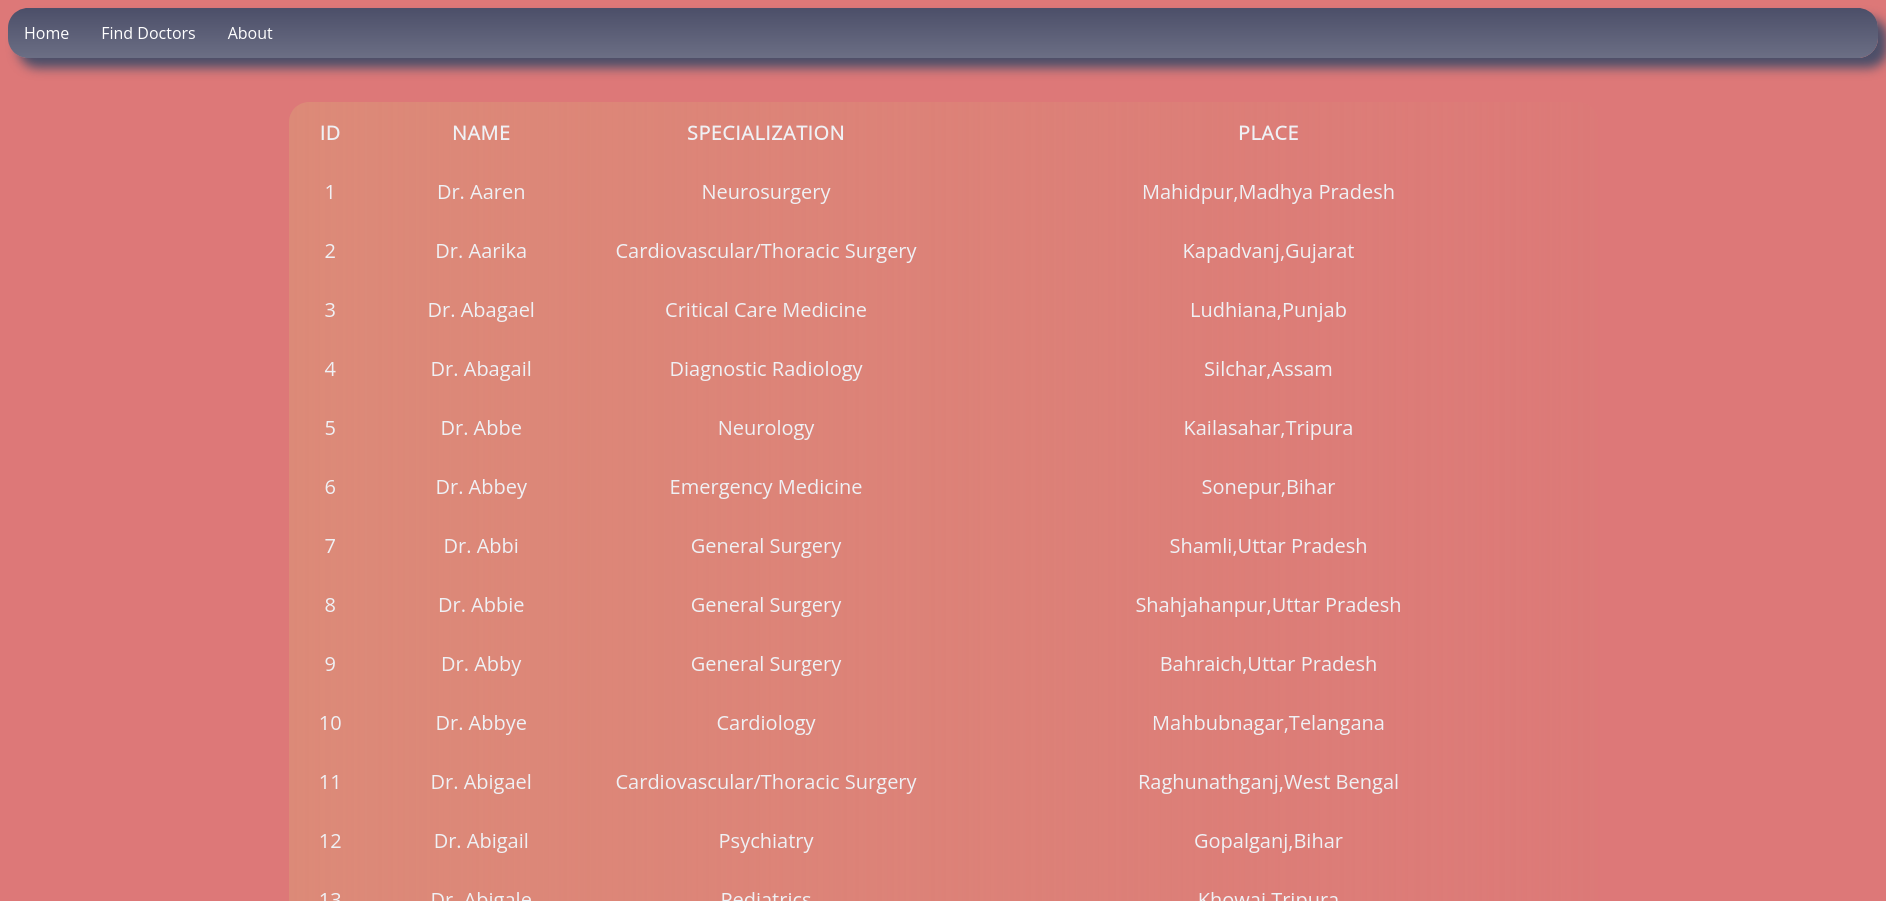 Home Find Doctors About
ID NAME SPECIALIZATION PLACE
1 Dr. Aaren Neurosurgery Mahidpur,Madhya Pradesh
2 Dr. Aarika Cardiovascular/Thoracic Surgery Kapadvanj,Gujarat
3 Dr. Abagael Critical Care Medicine Ludhiana,Punjab
4 Dr. Abagail Diagnostic Radiology Silchar,Assam
5 Dr. Abbe Neurology Kailasahar,Tripura
6 Dr. Abbey Emergency Medicine Sonepur,Bihar
7 Dr. Abbi General Surgery Shamli,Uttar Pradesh
8 Dr. Abbie General Surgery Shahjahanpur,Uttar Pradesh
9 Dr. Abby General Surgery Bahraich,Uttar Pradesh
10 Dr. Abbye Cardiology Mahbubnagar,Telangana
11 Dr. Abigael Cardiovascular/Thoracic Surgery Raghunathganj,West Bengal
12 Dr. Abigail Psychiatry Gopalganj,Bihar
13 Dr. Abigale Pediatrics Khowai,Tripura